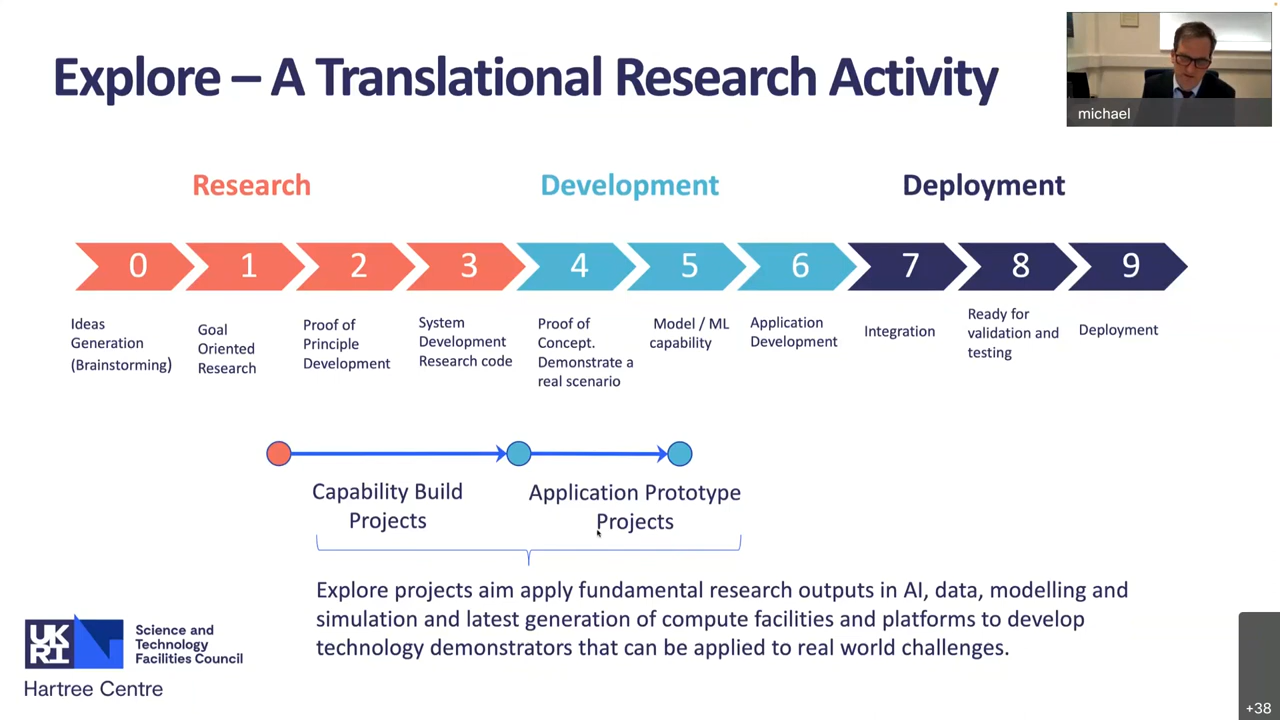 Explore – A Translational Research Activity
michael
Research
Development
Deployment
0
1
2
3
4
5
6
7
8
9
Ideas
Generation
(Brainstorming)
Goal
Oriented
Research
Proof of
Principle
Development
System
Development
Research code
Proof of
Concept.
Demonstrate a
real scenario
Model / ML
capability
Application
Development
Integration
Ready for
validation and
testing
Deployment
Capability Build
Projects
Application Prototype
Projects
Explore projects aim apply fundamental research outputs in AI, data, modelling and
simulation and latest generation of compute facilities and platforms to develop
technology demonstrators that can be applied to real world challenges.
UK
RI
Science and
Technology
Facilities Council
Hartree Centre
+38